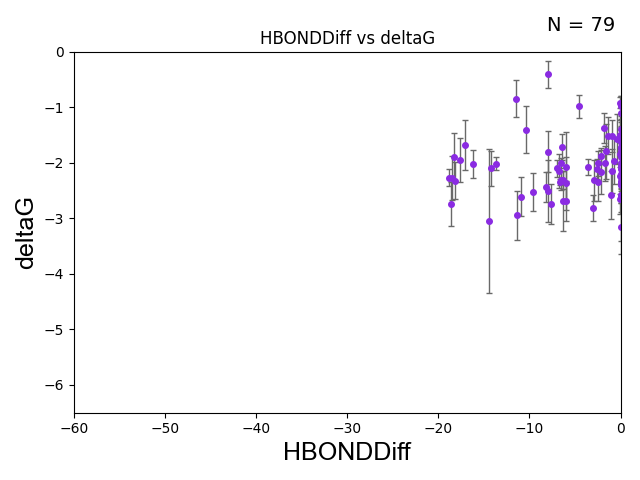 N = 79
HBONDDiff vs deltaG
0
−1
−2
−3
−4
−5
−6
deltaG
−60 −50 −40 −30 −20 −10 0
HBONDDiff